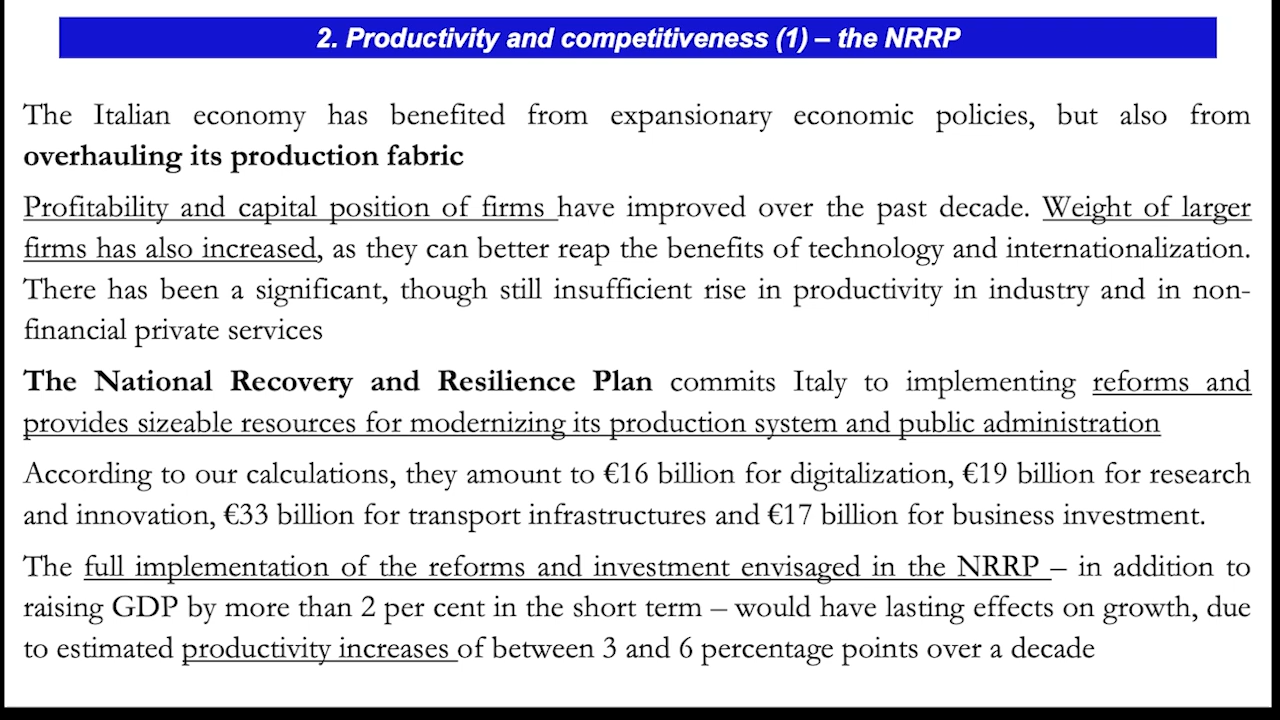 2. Productivity and competitiveness (1) – the NRRP
The Italian economy has benefited from expansionary economic policies, but also from
overhauling its production fabric
Profitability and capital position of firms have improved over the past decade. Weight of larger
firms has also increased, as they can better reap the benefits of technology and internationalization.
There has been a significant, though still insufficient rise in productivity in industry and in non-
financial private services
The National Recovery and Resilience Plan commits Italy to implementing reforms and
provides sizeable resources for modernizing its production system and public administration
According to our calculations, they amount to €16 billion for digitalization, €19 billion for research
and innovation, €33 billion for transport infrastructures and €17 billion for business investment.
The full implementation of the reforms and investment envisaged in the NRRP – in addition to
raising GDP by more than 2 per cent in the short term – would have lasting effects on growth, due
to estimated productivity increases of between 3 and 6 percentage points over a decade